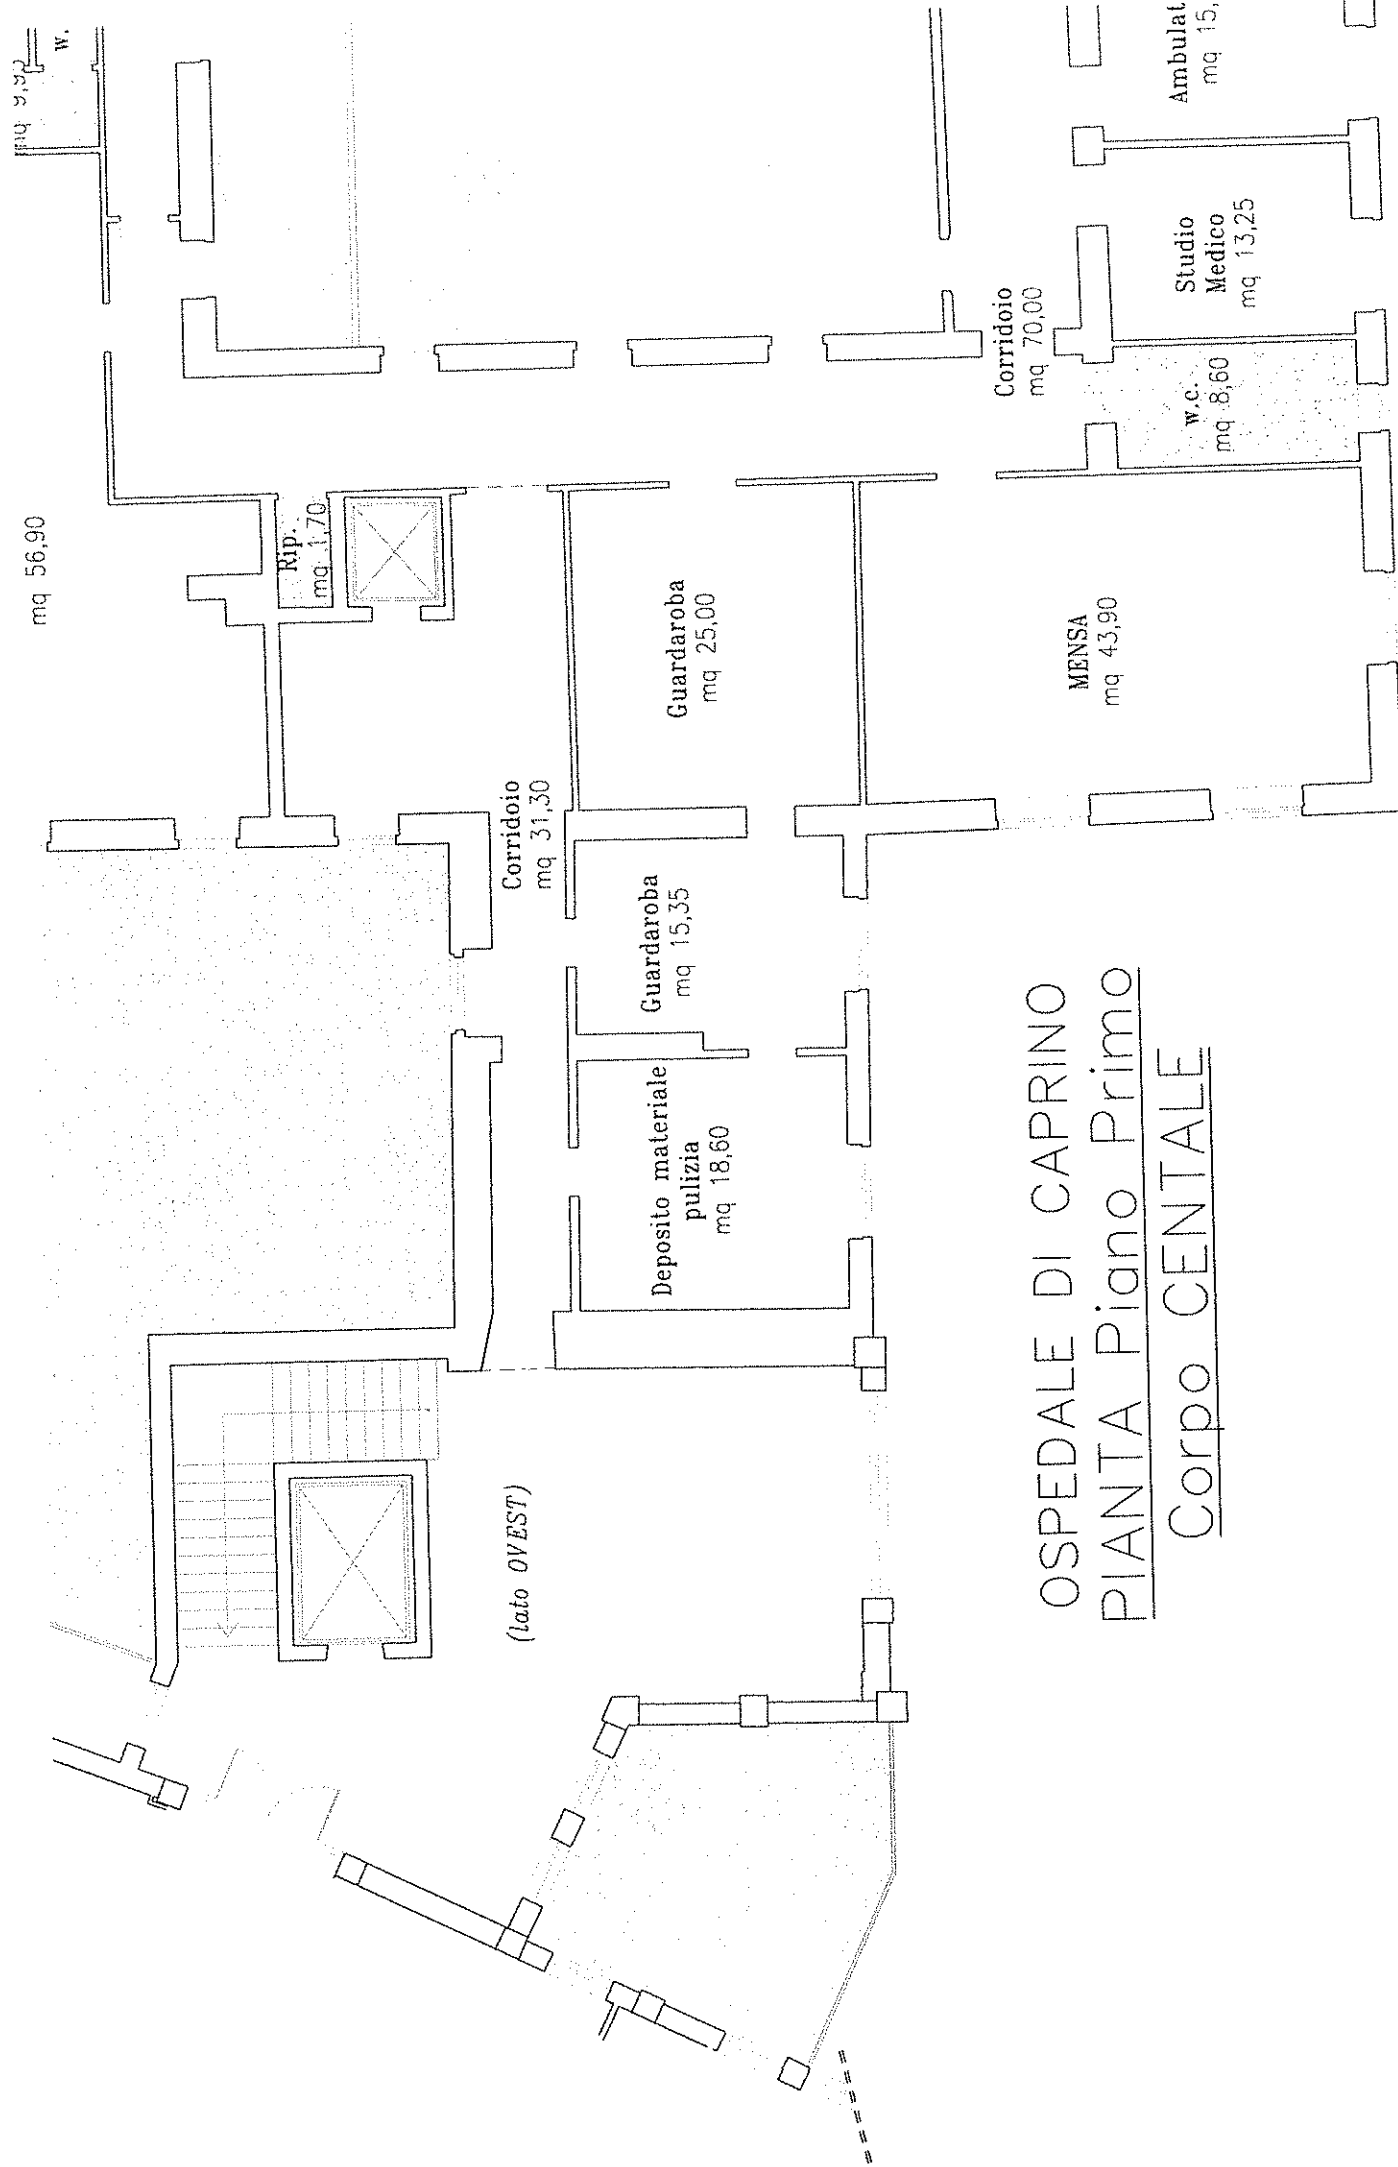 mq 56,90
w.
Rip.
mq 1,70
Corridoio
mq 31,30
Guardaroba
mq 25,00
Guardaroba
mq 15,35
Deposito materiale
pulizia
mq 18,60
(lato OVEST)
Corridoio
mq 70,00
MENSA
mq 43,90
w.c.
mq 8,60
Studio
Medico
mq 13,25
Ambulat
mq 15,
OSPEDALE DI CAPRINO
PIANTA Piano Primo
Corpo CENTALE